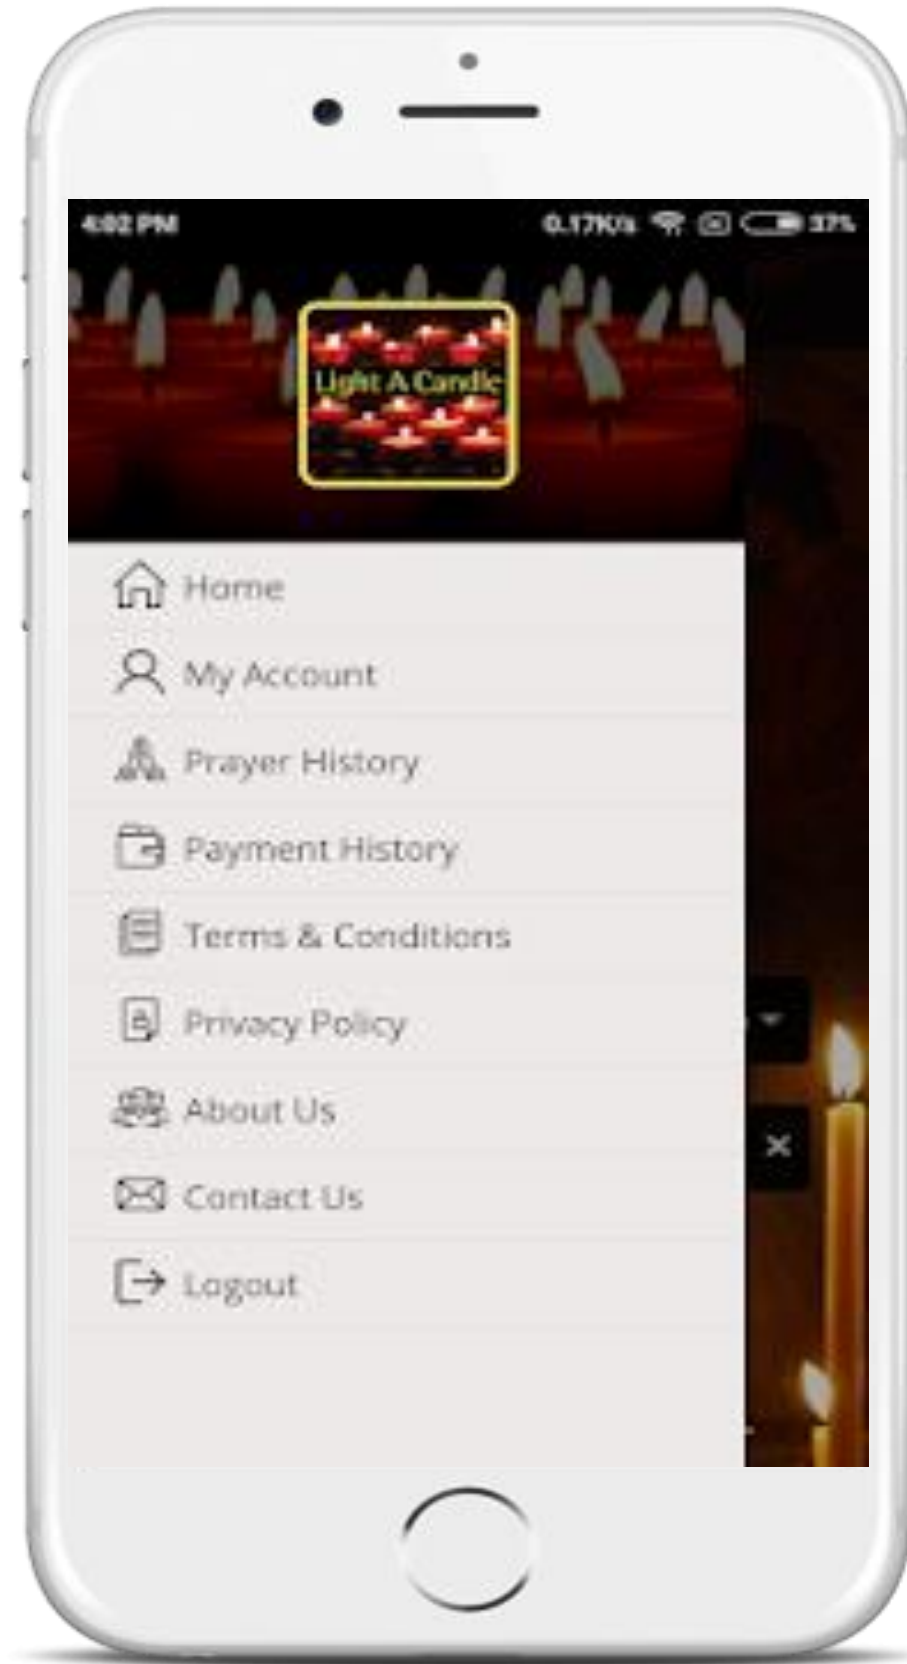 4:02 PM 0.17K/s 37%
Light A Candle
Home
My Account
Prayer History
Payment History
Terms & Conditions
Privacy Policy
About Us
Contact Us
Logout